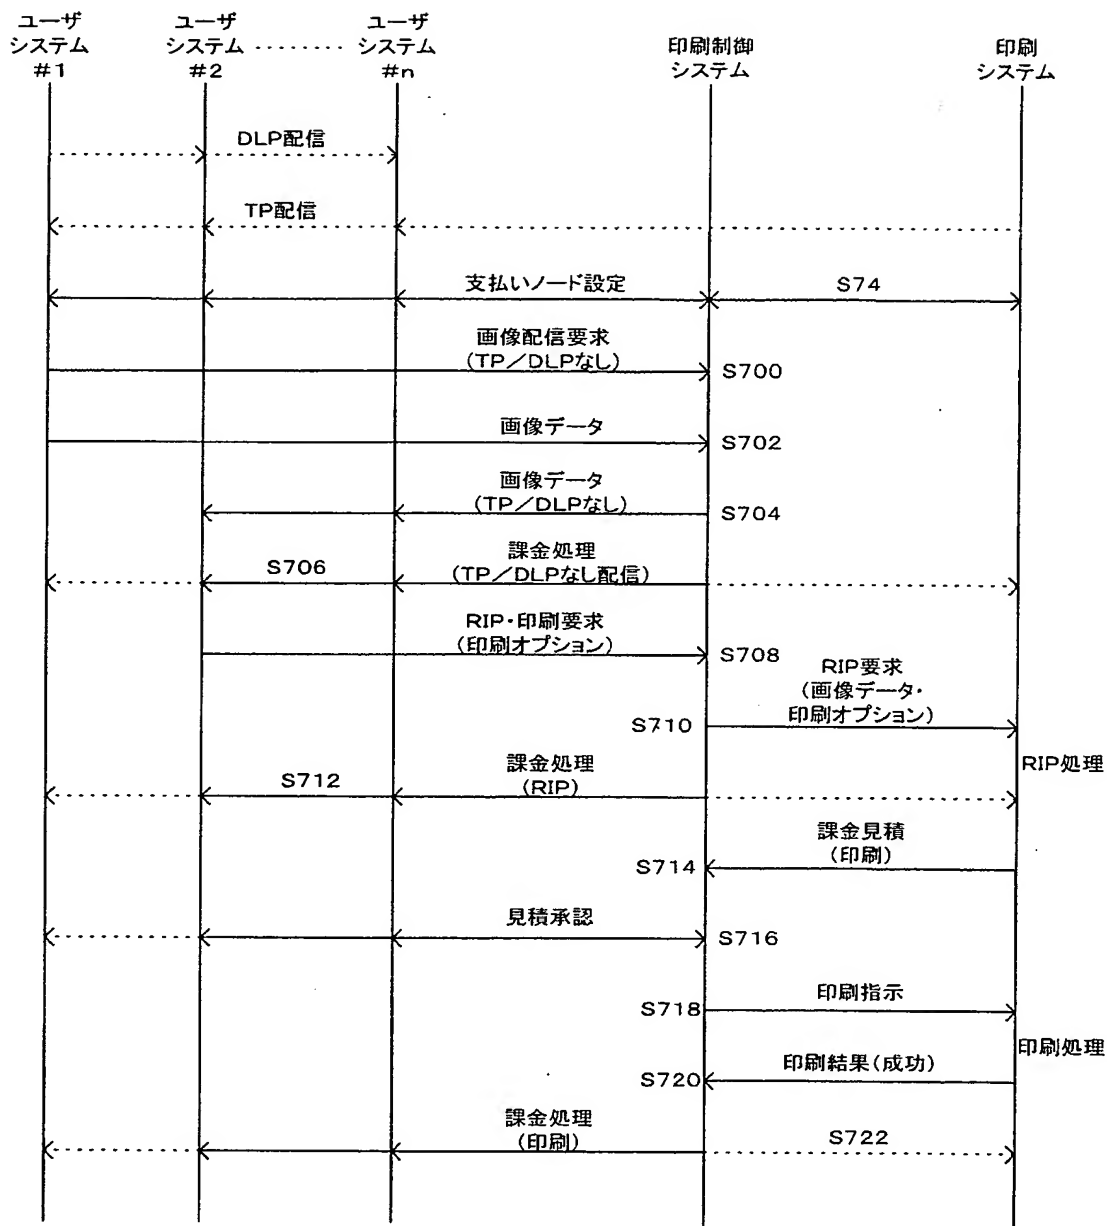 ユーザ
システム
#1
ユーザ
システム
#2
ユーザ
システム
#n
印刷制御
システム
印刷
システム
DLP配信
TP配信
支払いノード設定
S74
画像配信要求
(TP/DLPなし)
S700
画像データ
S702
画像データ
(TP/DLPなし)
S704
課金処理
(TP/DLPなし配信)
S706
RIP・印刷要求
(印刷オプション)
S708
RIP要求
(画像データ・
印刷オプション)
S710
RIP処理
課金処理
(RIP)
S712
課金見積
(印刷)
S714
見積承認
S716
印刷指示
S718
印刷処理
印刷結果(成功)
S720
課金処理
(印刷)
S722